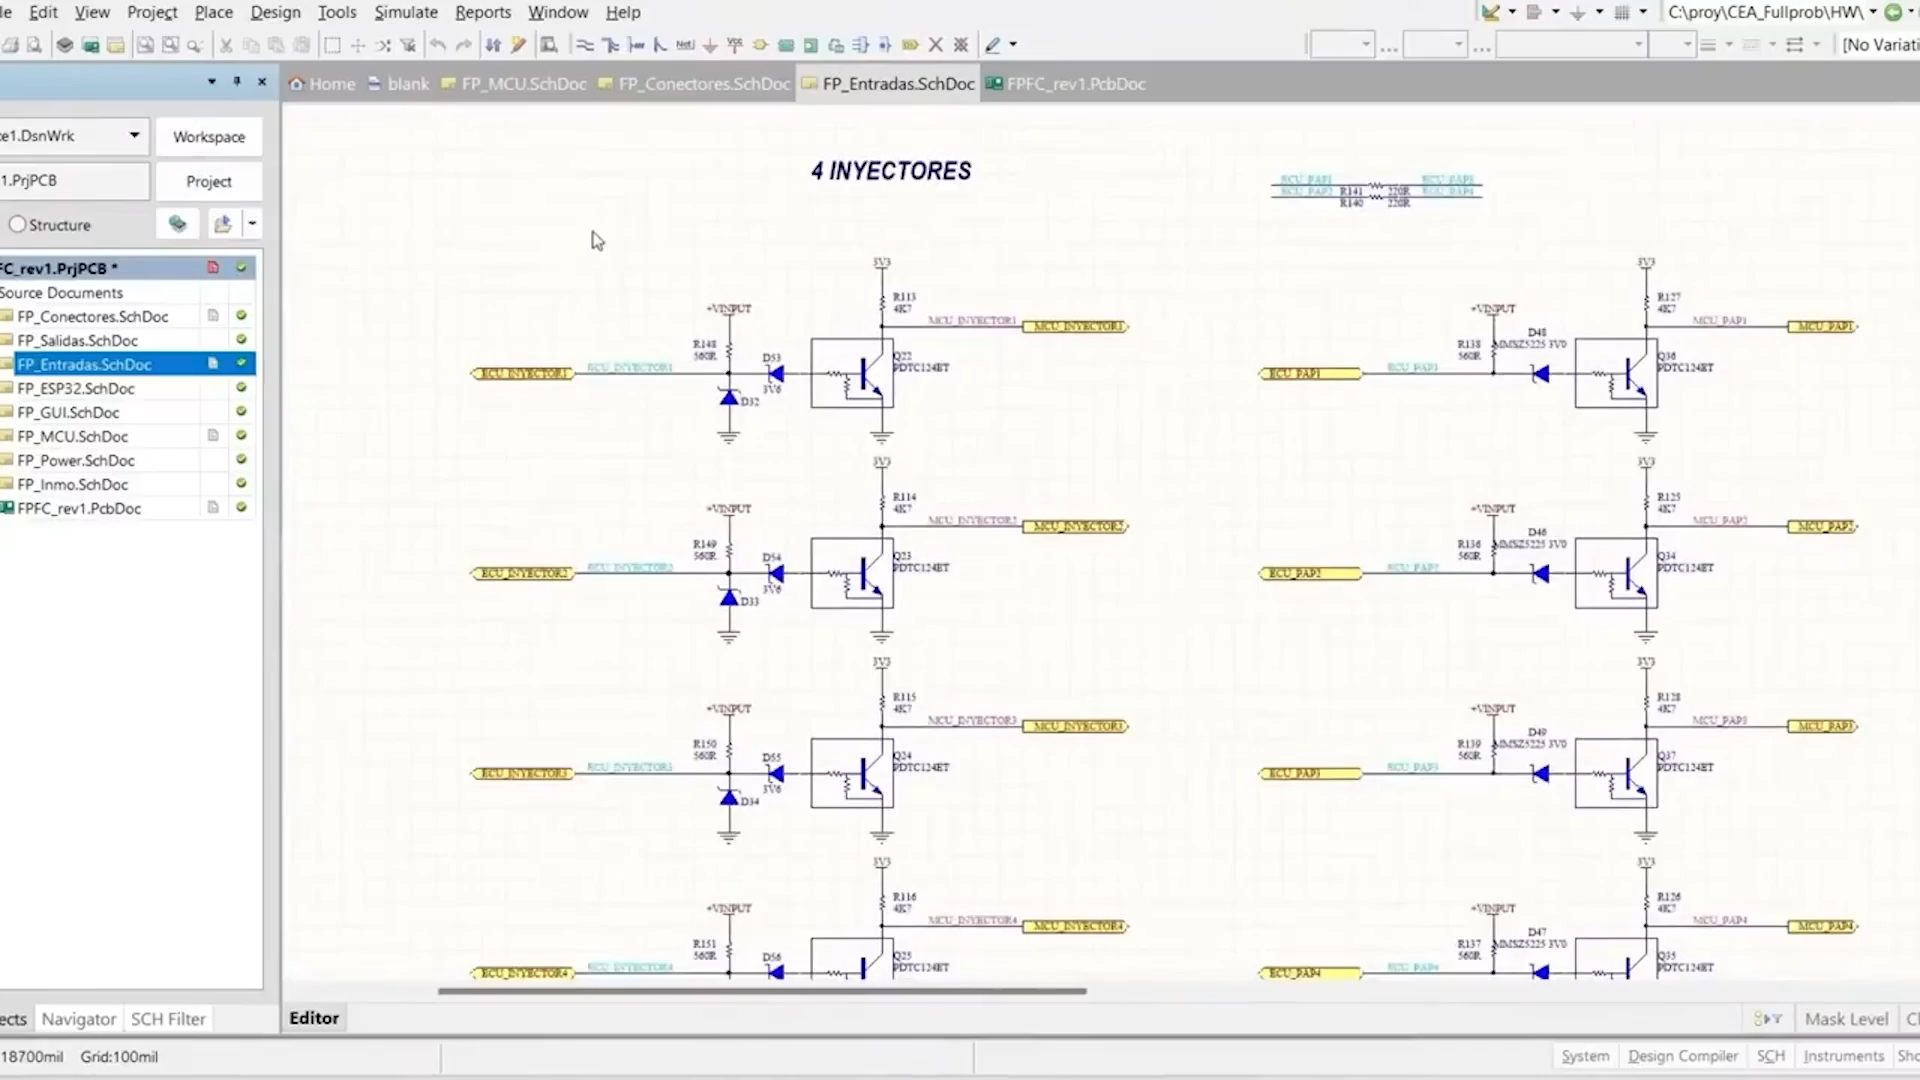 le Edit View Project Place Design Tools Simulate Reports Window Help
C:\proy\CEA_Fullprob\HW\
[No Variati
Home blank FP_MCU.SchDoc FP_Conectores.SchDoc FP_Entradas.SchDoc FPFC_rev1.PcbDoc
e1.DsnWrk
Workspace
1.PrjPCB
Project
Structure
FC_rev1.PrjPCB *
Source Documents
FP_Conectores.SchDoc
FP_Salidas.SchDoc
FP_Entradas.SchDoc
FP_ESP32.SchDoc
FP_GUI.SchDoc
FP_MCU.SchDoc
FP_Power.SchDoc
FP_Inmo.SchDoc
FPFC_rev1.PcbDoc
4 INYECTORES
R141 220R
R140 220R
3V3
R113
4K7
+VINPUT
MCU_INYECTOR1
MCU_INYECTOR1
R148
560R
D53
3V6
Q22
PDTC124ET
ECU_INYECTOR1
ECU_INYECTOR1
D32
3V3
R127
4K7
+VINPUT
MCU_PAP1
MCU_PAP1
D48
R138 MMSZ5225 3V0
560R
Q36
PDTC124ET
ECU_PAP1
ECU_PAP1
3V3
R114
4K7
+VINPUT
MCU_INYECTOR2
MCU_INYECTOR2
R149
560R
D54
3V6
Q23
PDTC124ET
ECU_INYECTOR2
ECU_INYECTOR2
D33
3V3
R125
4K7
+VINPUT
MCU_PAP2
MCU_PAP2
D46
R136 MMSZ5225 3V0
560R
Q34
PDTC124ET
ECU_PAP2
ECU_PAP2
3V3
R115
4K7
+VINPUT
MCU_INYECTOR3
MCU_INYECTOR3
R150
560R
D55
3V6
Q24
PDTC124ET
ECU_INYECTOR3
ECU_INYECTOR3
D34
3V3
R128
4K7
+VINPUT
MCU_PAP3
MCU_PAP3
D49
R139 MMSZ5225 3V0
560R
Q37
PDTC124ET
ECU_PAP3
ECU_PAP3
3V3
R116
4K7
+VINPUT
MCU_INYECTOR4
MCU_INYECTOR4
R151
560R
D56
Q25
PDTC124ET
ECU_INYECTOR4
ECU_INYECTOR4
3V3
R126
4K7
+VINPUT
MCU_PAP4
MCU_PAP4
D47
R137 MMSZ5225 3V0
560R
Q35
PDTC124ET
ECU_PAP4
ECU_PAP4
ects Navigator SCH Filter
Editor
Mask Level
18700mil Grid:100mil
System Design Compiler SCH Instruments Sho